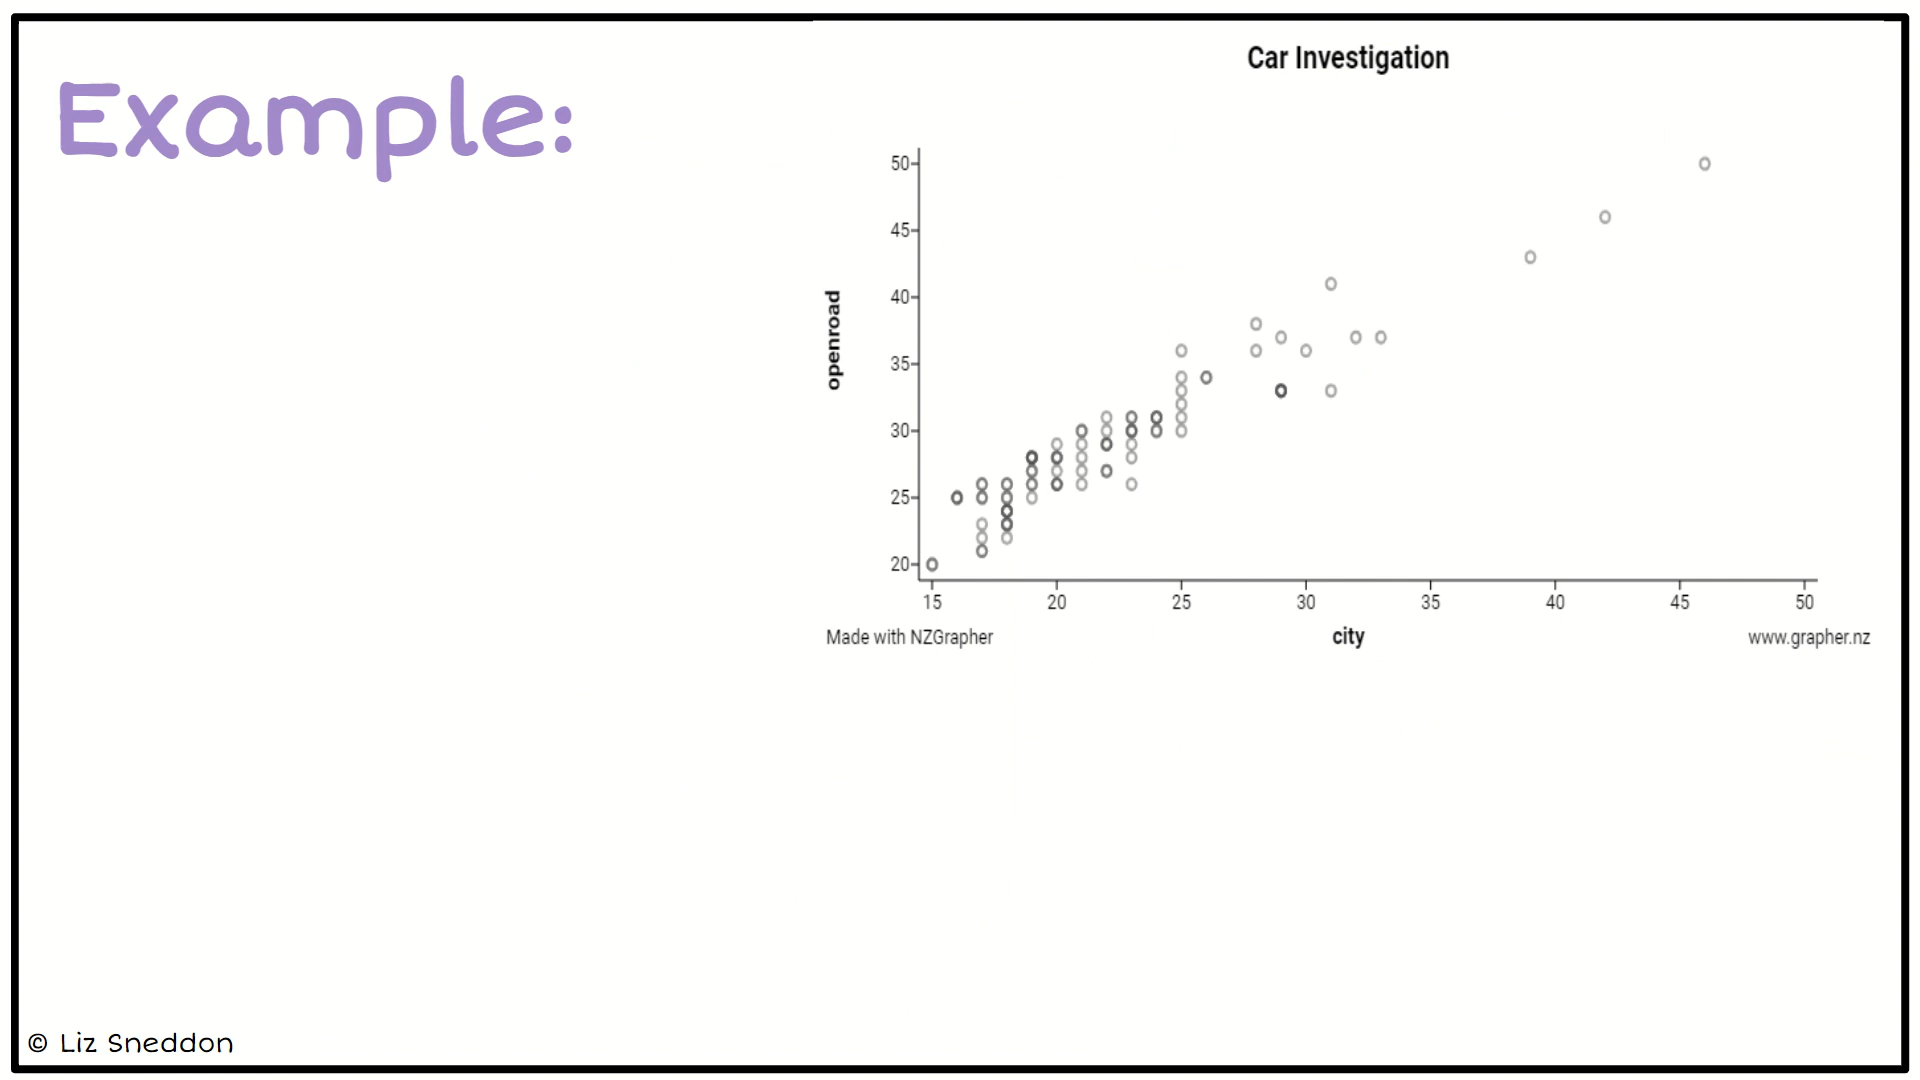 Example:
Car Investigation
openroad
50
45
40
35
30
25
20
15 20 25 30 35 40 45 50
Made with NZGrapher city www.grapher.nz
© Liz Sneddon